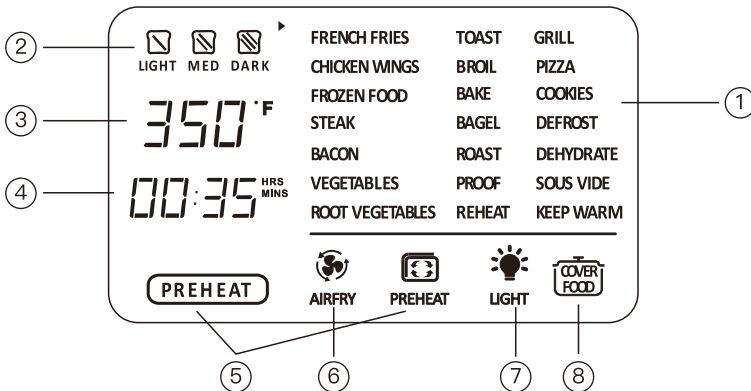 ② LIGHT MED DARK
③ 350°F
④ 00:35 HRS MINS
FRENCH FRIES TOAST GRILL
CHICKEN WINGS BROIL PIZZA
FROZEN FOOD BAKE COOKIES
STEAK BAGEL DEFROST
BACON ROAST DEHYDRATE
VEGETABLES PROOF SOUS VIDE
ROOT VEGETABLES REHEAT KEEP WARM
①
PREHEAT
AIRFRY PREHEAT LIGHT COVER FOOD
⑤ ⑥ ⑦ ⑧